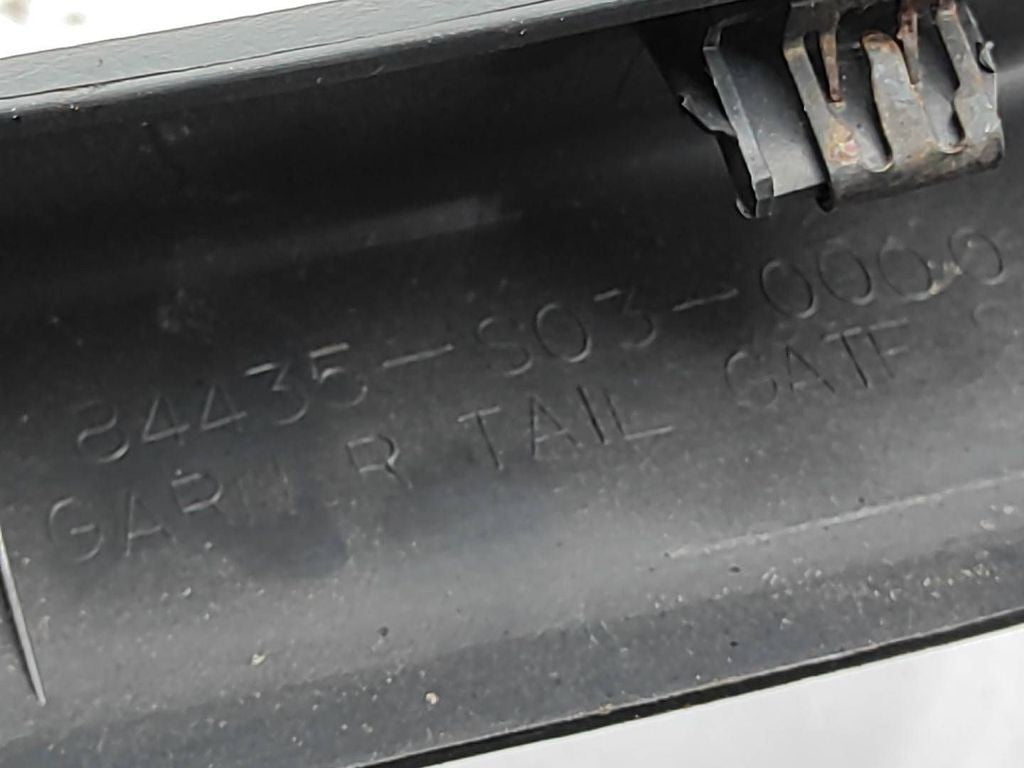 84435-S03-0000
R TAIL GATE S